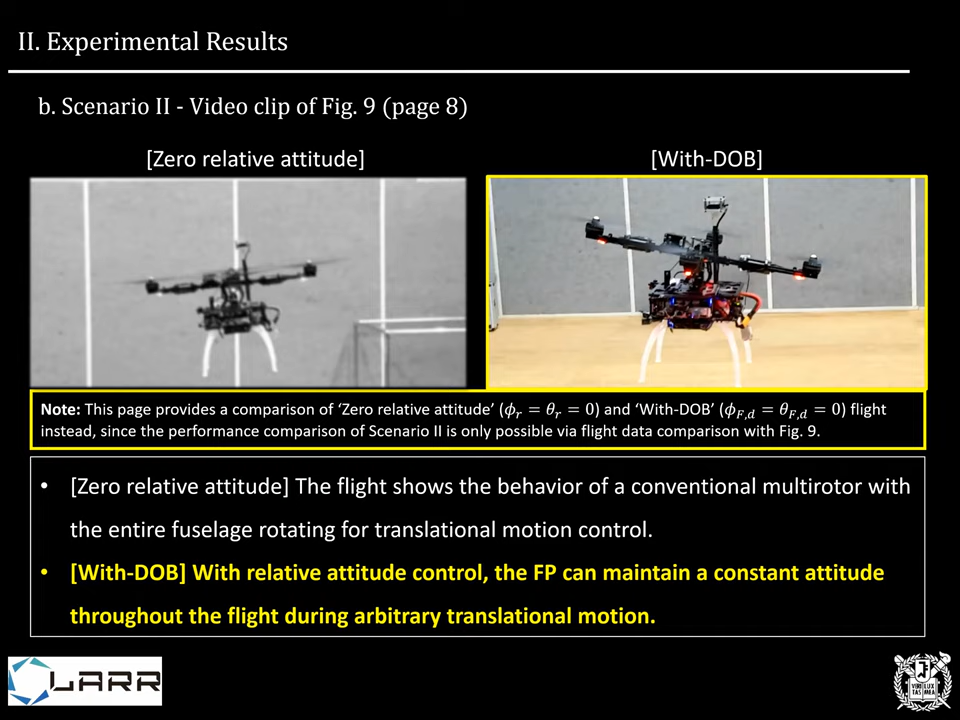 II. Experimental Results
b. Scenario II - Video clip of Fig. 9 (page 8)
[Zero relative attitude]
[With-DOB]
Note: This page provides a comparison of ‘Zero relative attitude’ (𝜙𝑟 = 𝜃𝑟 = 0) and ‘With-DOB’ (𝜙𝐹,𝑑 = 𝜃𝐹,𝑑 = 0) flight
instead, since the performance comparison of Scenario II is only possible via flight data comparison with Fig. 9.
• [Zero relative attitude] The flight shows the behavior of a conventional multirotor with
the entire fuselage rotating for translational motion control.
• [With-DOB] With relative attitude control, the FP can maintain a constant attitude
throughout the flight during arbitrary translational motion.
LARR
VERI LUX
TAS MEA